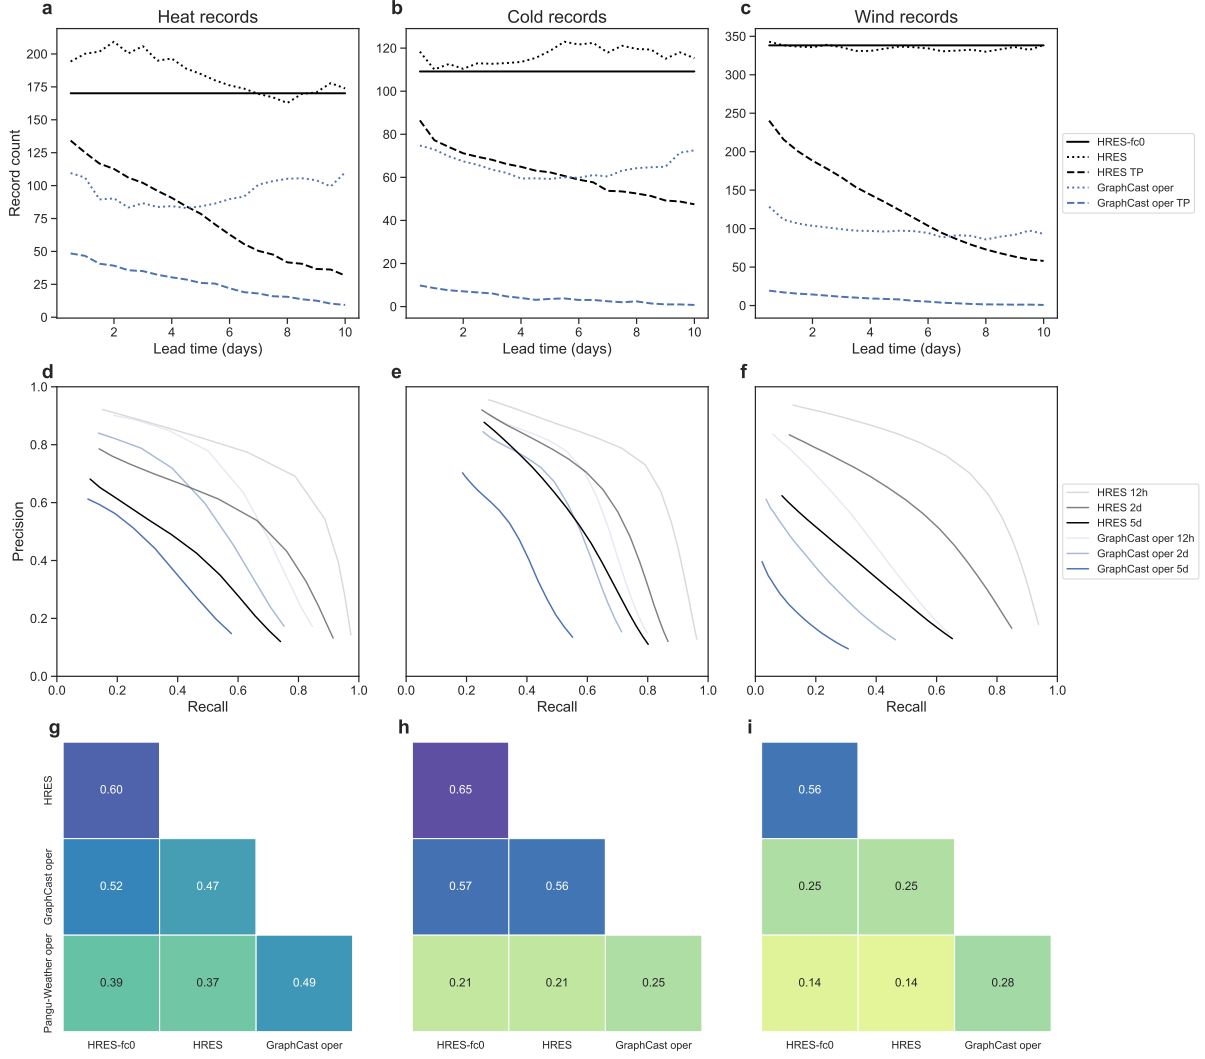 a Heat records
b Cold records
c Wind records
Record count
200
175
150
125
100
75
50
25
0
2 4 6 8 10
Lead time (days)
120
100
80
60
40
20
0
2 4 6 8 10
Lead time (days)
350
300
250
200
150
100
50
0
2 4 6 8 10
Lead time (days)
HRES-fc0
HRES
HRES TP
GraphCast oper
GraphCast oper TP
d
e
f
Precision
1.0
0.8
0.6
0.4
0.2
0.0
0.0 0.2 0.4 0.6 0.8 1.0
Recall
0.0 0.2 0.4 0.6 0.8 1.0
Recall
0.0 0.2 0.4 0.6 0.8 1.0
Recall
HRES 12h
HRES 2d
HRES 5d
GraphCast oper 12h
GraphCast oper 2d
GraphCast oper 5d
g
h
i
HRES
GraphCast oper
Pangu-Weather oper
0.60
0.52 0.47
0.39 0.37 0.49
HRES-fc0 HRES GraphCast oper
0.65
0.57 0.56
0.21 0.21 0.25
HRES-fc0 HRES GraphCast oper
0.56
0.25 0.25
0.14 0.14 0.28
HRES-fc0 HRES GraphCast oper